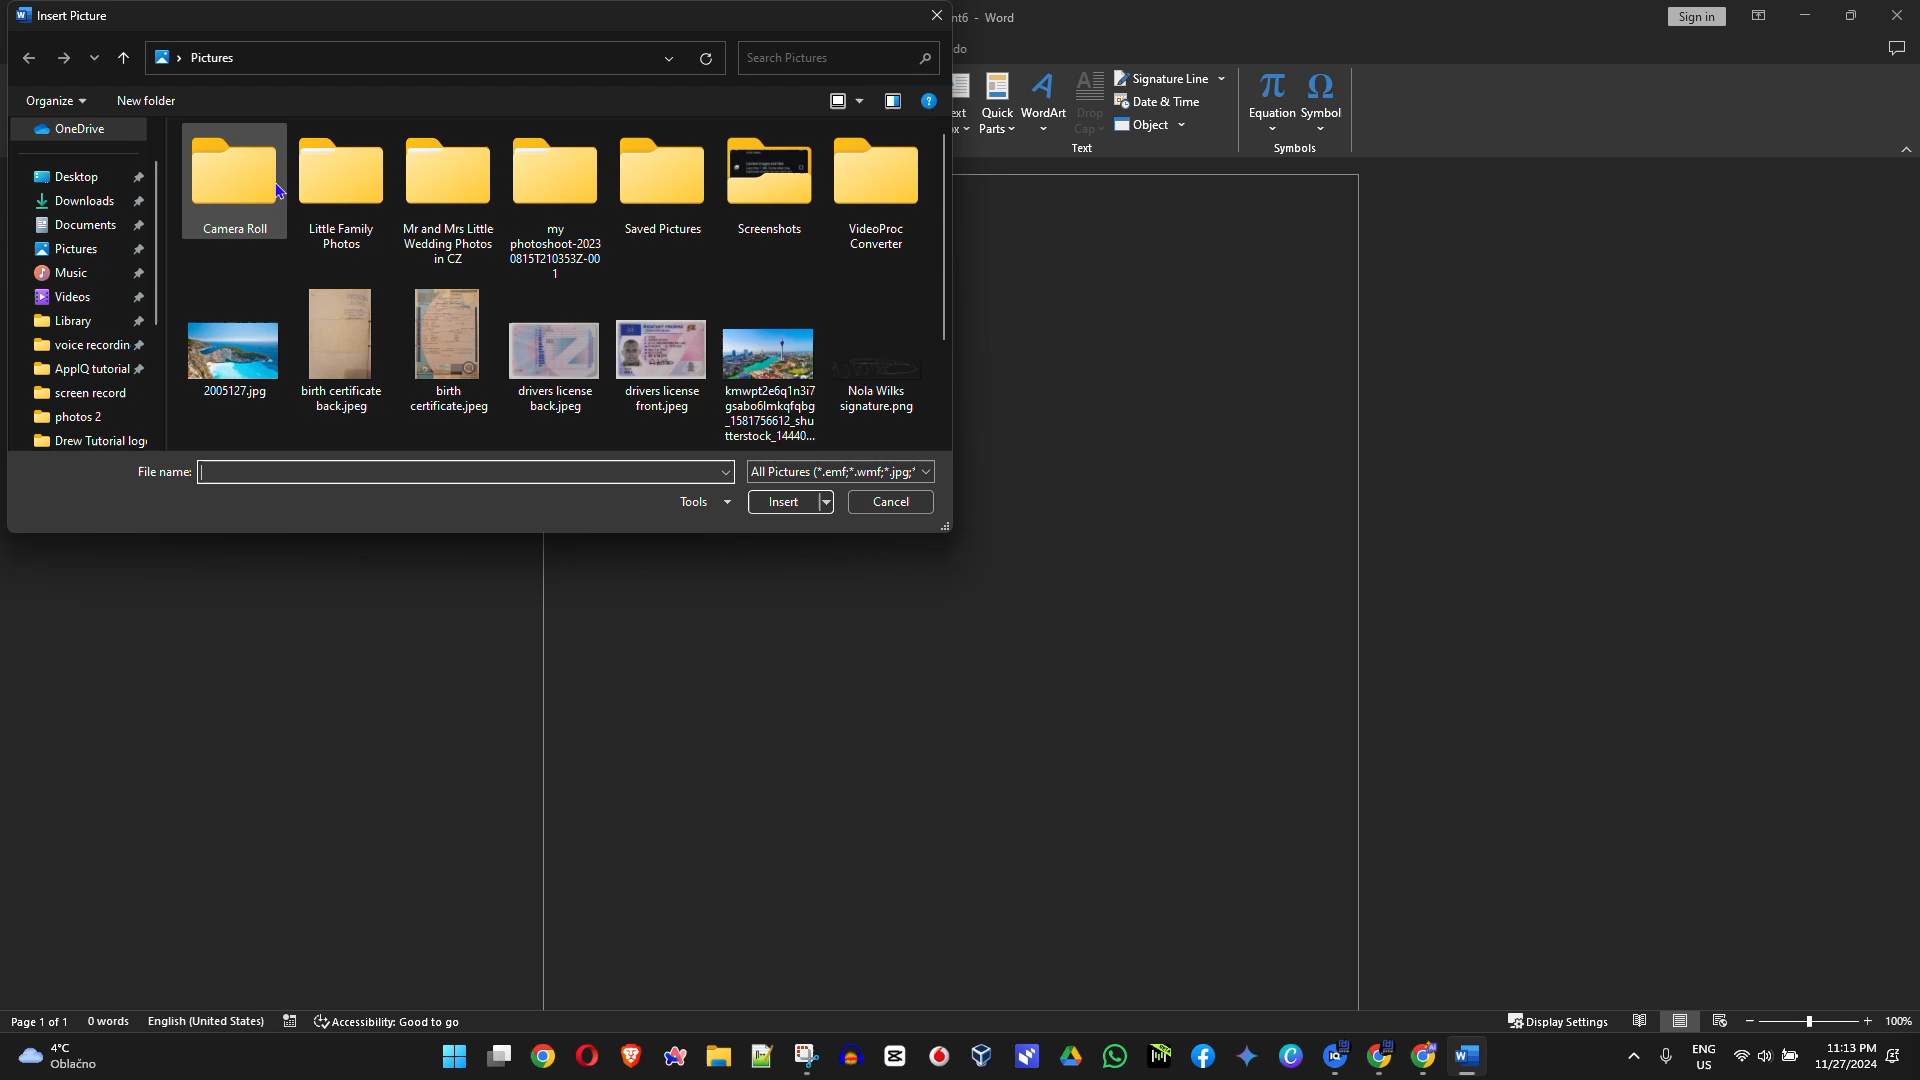 Insert Picture
nt6 - Word
Sign in
Pictures
Search Pictures
do
Organize
New folder
OneDrive
Desktop
Downloads
Documents
Pictures
Music
Videos
Library
voice recordin
ApplQ tutorial
screen record
photos 2
Drew Tutorial log
Camera Roll
Little Family
Photos
Mr and Mrs Little
Wedding Photos
in CZ
my
photoshoot-2023
0815T210353Z-00
1
Saved Pictures
Screenshots
VideoProc
Converter
2005127.jpg
birth certificate
back.jpeg
birth
certificate.jpeg
drivers license
back.jpeg
drivers license
front.jpeg
kmwpt2e6q1n3i7
gsabo6lmkqfqbg
_1581756612_shu
tterstock_14440...
Nola Wilks
signature.png
File name:
All Pictures (*.emf;*.wmf;*.jpg;*
Tools
Insert
Cancel
ext
ox
Quick
Parts
WordArt
Drop
Cap
Signature Line
Date & Time
Object
Text
Equation
Symbol
Symbols
Page 1 of 1
0 words
English (United States)
Accessibility: Good to go
Display Settings
100%
4°C
Oblačno
ENG
US
11:13 PM
11/27/2024